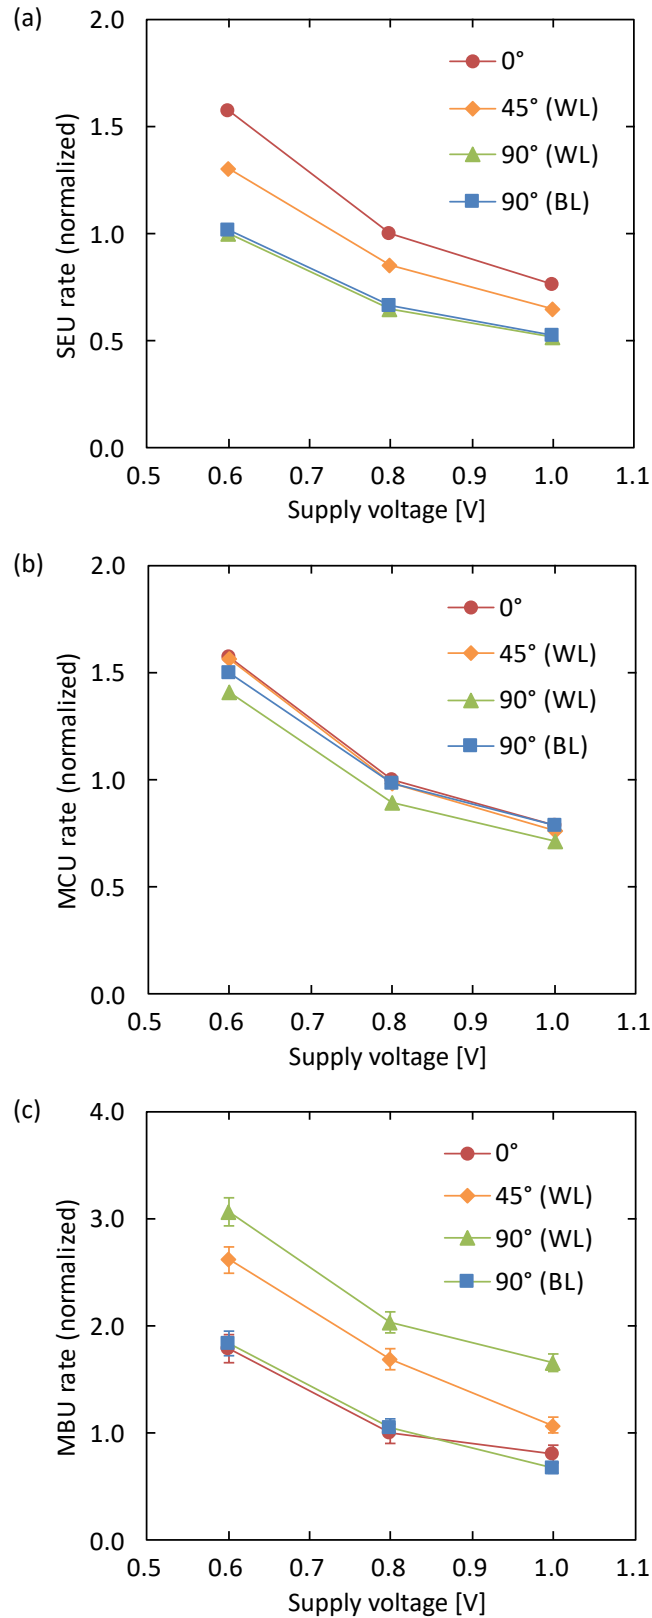 (a)
2.0
1.5
1.0
0.5
0.0
SEU rate (normalized)
0°
45° (WL)
90° (WL)
90° (BL)
0.5 0.6 0.7 0.8 0.9 1.0 1.1
Supply voltage [V]
(b)
2.0
1.5
1.0
0.5
0.0
MCU rate (normalized)
0°
45° (WL)
90° (WL)
90° (BL)
0.5 0.6 0.7 0.8 0.9 1.0 1.1
Supply voltage [V]
(c)
4.0
3.0
2.0
1.0
0.0
MBU rate (normalized)
0°
45° (WL)
90° (WL)
90° (BL)
0.5 0.6 0.7 0.8 0.9 1.0 1.1
Supply voltage [V]